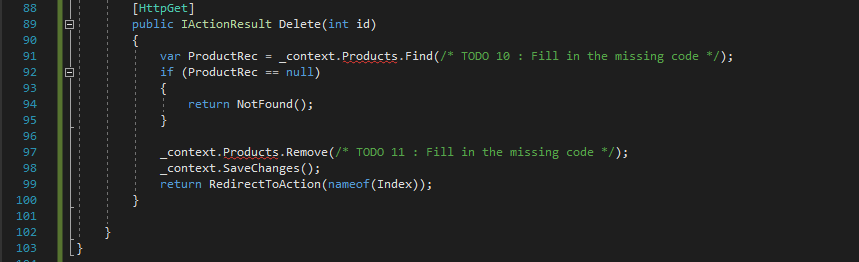 88 [HttpGet]
89 public IActionResult Delete(int id)
90 {
91 var ProductRec = _context.Products.Find(/* TODO 10 : Fill in the missing code */);
92 if (ProductRec == null)
93 {
94 return NotFound();
95 }
96
97 _context.Products.Remove(/* TODO 11 : Fill in the missing code */);
98 _context.SaveChanges();
99 return RedirectToAction(nameof(Index));
100 }
101
102 }
103 }